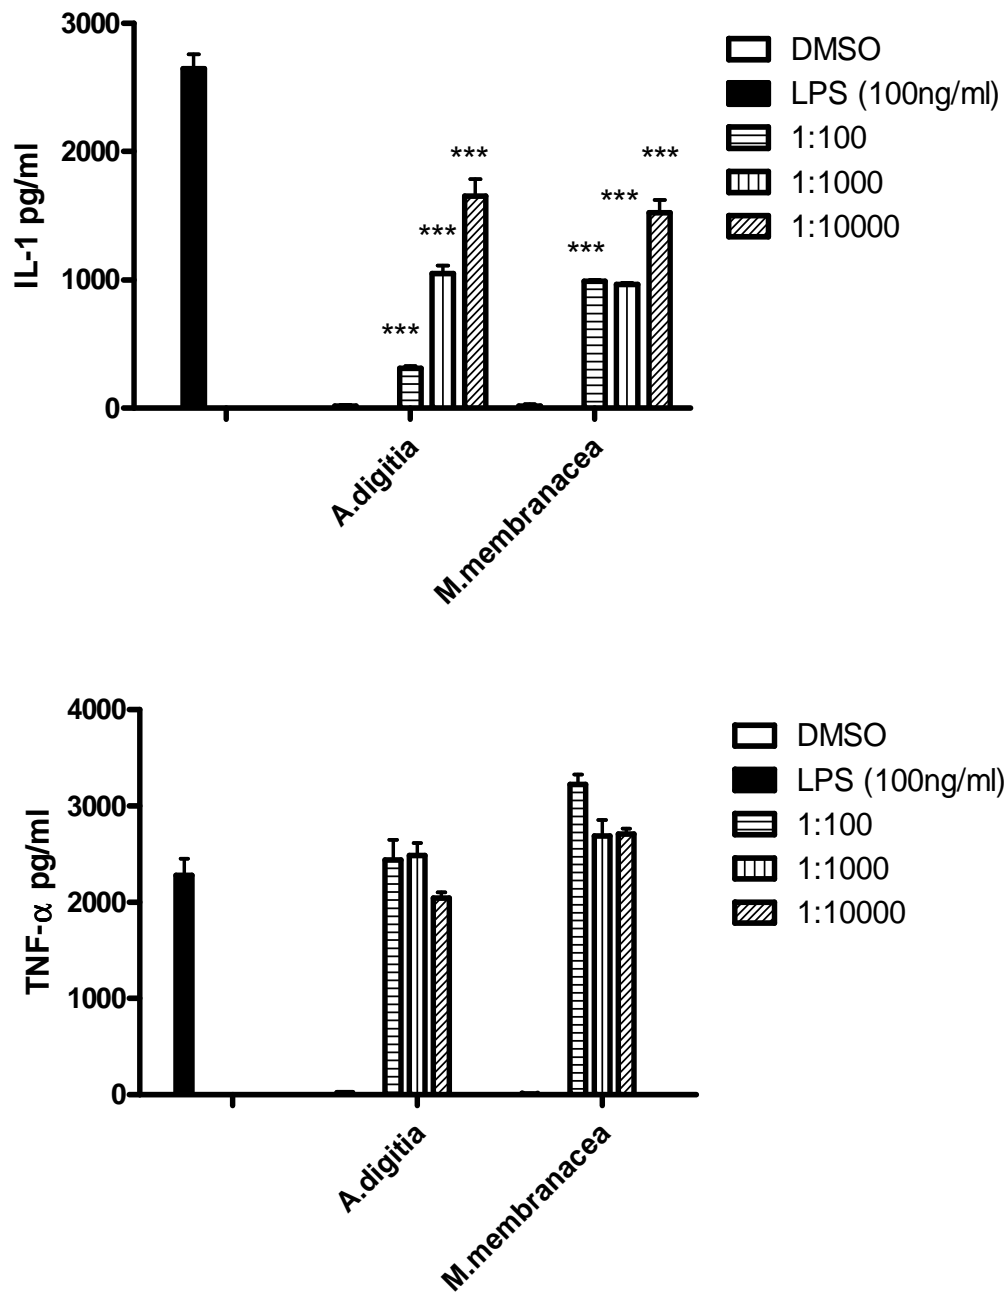 3000
2000
1000
0
IL-1 pg/ml
***
***
***
***
***
***
A.digitia
M.membranacea
DMSO
LPS (100ng/ml)
1:100
1:1000
1:10000
4000
3000
2000
1000
0
TNF-α pg/ml
A.digitia
M.membranacea
DMSO
LPS (100ng/ml)
1:100
1:1000
1:10000